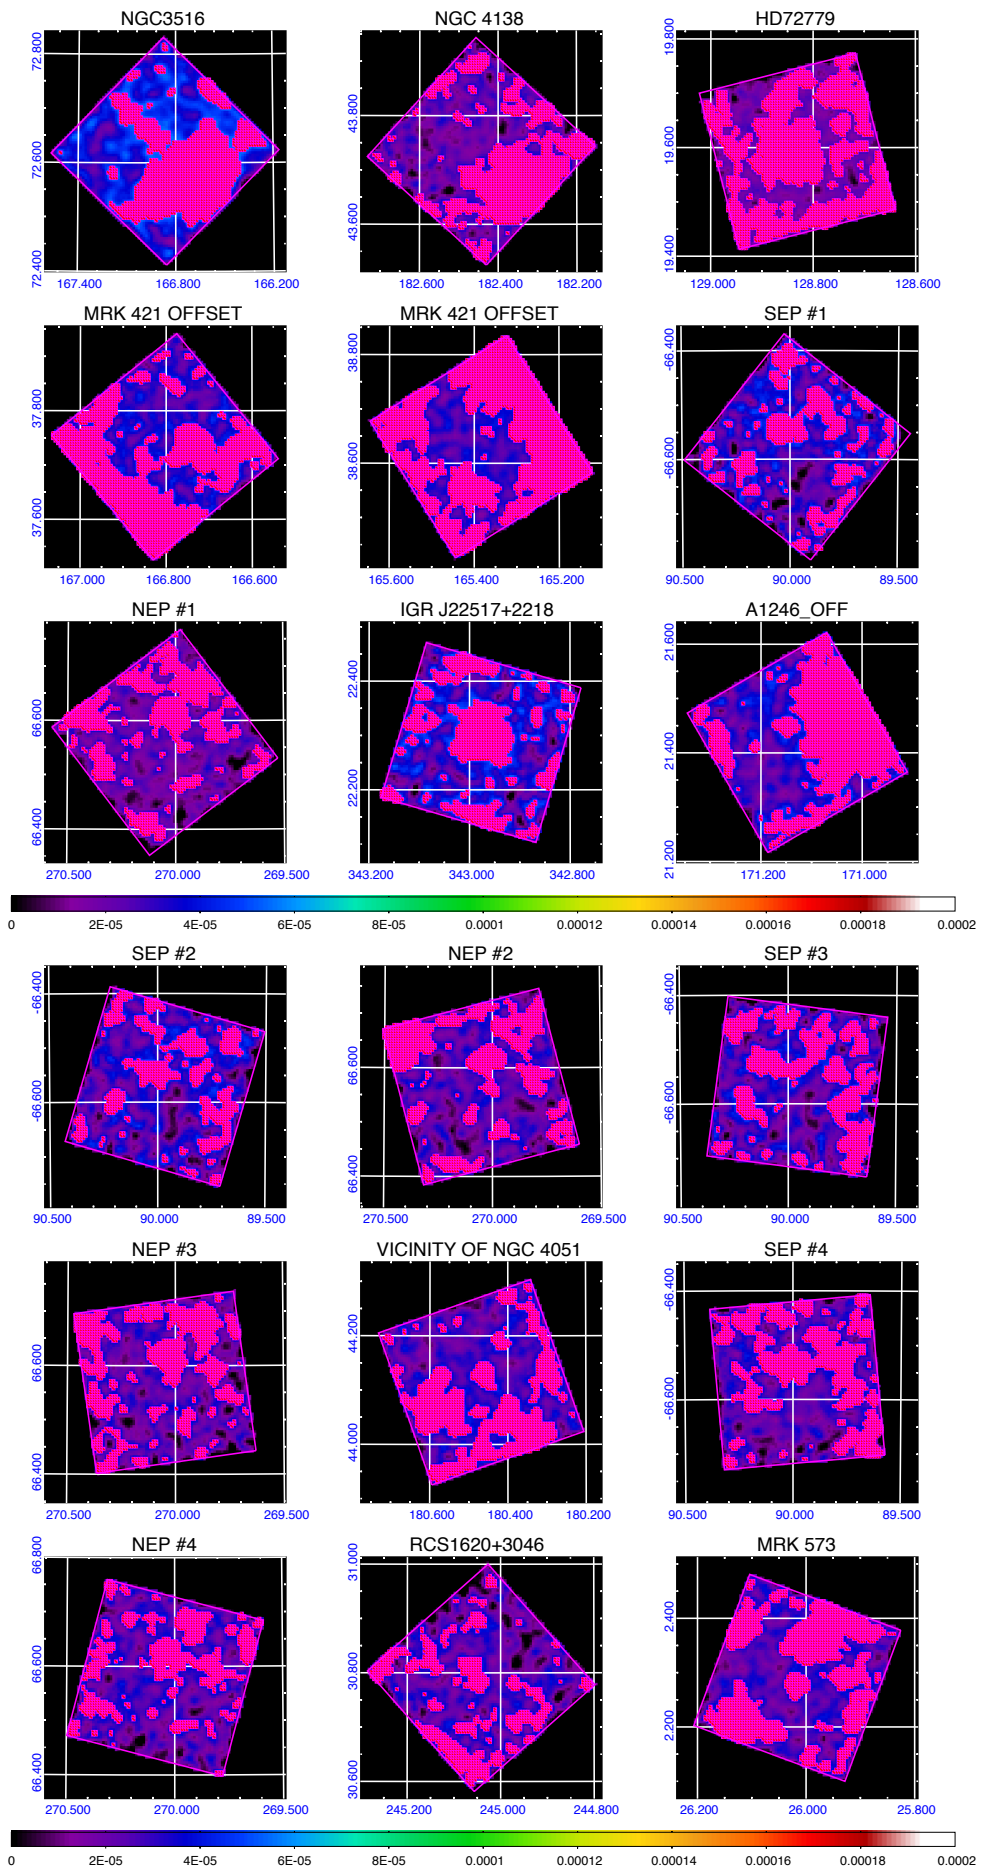 NGC3516
72.800
72.600
72.400
167.400 166.800 166.200
NGC 4138
43.800
43.600
182.600 182.400 182.200
HD72779
19.800
19.600
19.400
129.000 128.800 128.600
MRK 421 OFFSET
37.800
37.600
167.000 166.800 166.600
MRK 421 OFFSET
38.800
38.600
165.600 165.400 165.200
SEP #1
-66.400
-66.600
90.500 90.000 89.500
NEP #1
66.600
66.400
270.500 270.000 269.500
IGR J22517+2218
22.400
22.200
343.200 343.000 342.800
A1246_OFF
21.600
21.400
21.200
171.200 171.000
0 2E-05 4E-05 6E-05 8E-05 0.0001 0.00012 0.00014 0.00016 0.00018 0.0002
SEP #2
-66.400
-66.600
90.500 90.000 89.500
NEP #2
66.600
66.400
270.500 270.000 269.500
SEP #3
-66.400
-66.600
90.500 90.000 89.500
NEP #3
66.600
66.400
270.500 270.000 269.500
VICINITY OF NGC 4051
44.200
44.000
180.600 180.400 180.200
SEP #4
-66.400
-66.600
90.500 90.000 89.500
NEP #4
66.800
66.600
66.400
270.500 270.000 269.500
RCS1620+3046
31.000
30.800
30.600
245.200 245.000 244.800
MRK 573
2.400
2.200
26.200 26.000 25.800
0 2E-05 4E-05 6E-05 8E-05 0.0001 0.00012 0.00014 0.00016 0.00018 0.0002